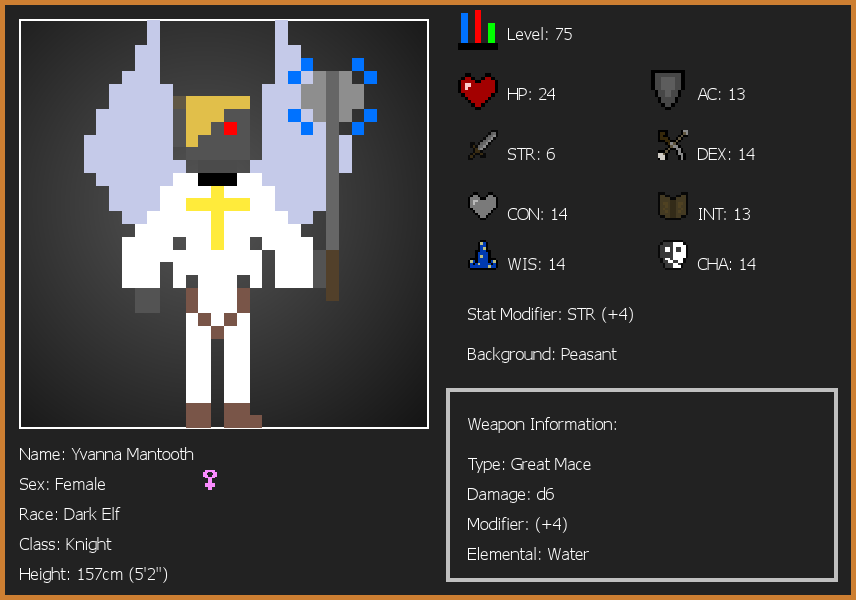 Level: 75
HP: 24
AC: 13
STR: 6
DEX: 14
CON: 14
INT: 13
WIS: 14
CHA: 14
Stat Modifier: STR (+4)
Background: Peasant
Weapon Information:
Type: Great Mace
Damage: d6
Modifier: (+4)
Elemental: Water
Name: Yvanna Mantooth
Sex: Female
Race: Dark Elf
Class: Knight
Height: 157cm (5'2")